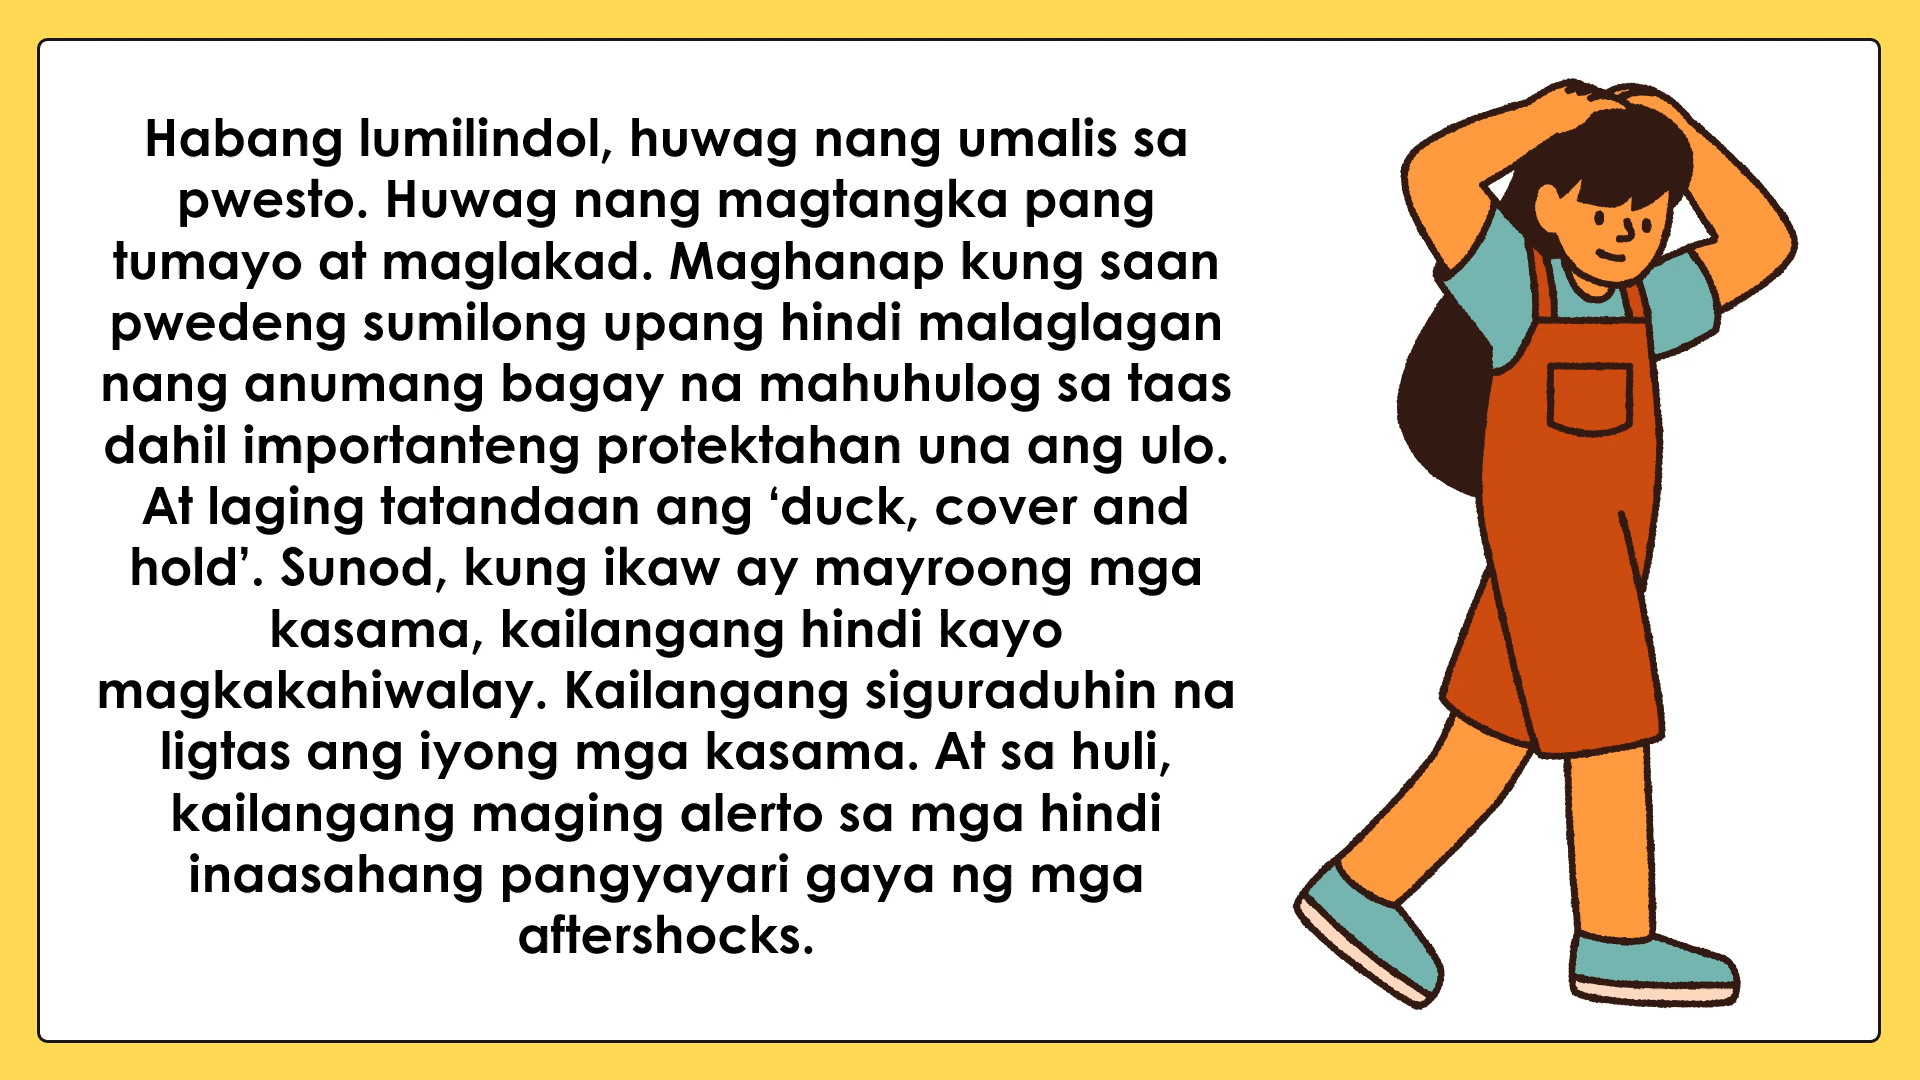 Habang lumilindol, huwag nang umalis sa
pwesto. Huwag nang magtangka pang
tumayo at maglakad. Maghanap kung saan
pwedeng sumilong upang hindi malaglagan
nang anumang bagay na mahuhulog sa taas
dahil importanteng protektahan una ang ulo.
At laging tatandaan ang ‘duck, cover and
hold’. Sunod, kung ikaw ay mayroong mga
kasama, kailangang hindi kayo
magkakahiwalay. Kailangang siguraduhin na
ligtas ang iyong mga kasama. At sa huli,
kailangang maging alerto sa mga hindi
inaasahang pangyayari gaya ng mga
aftershocks.